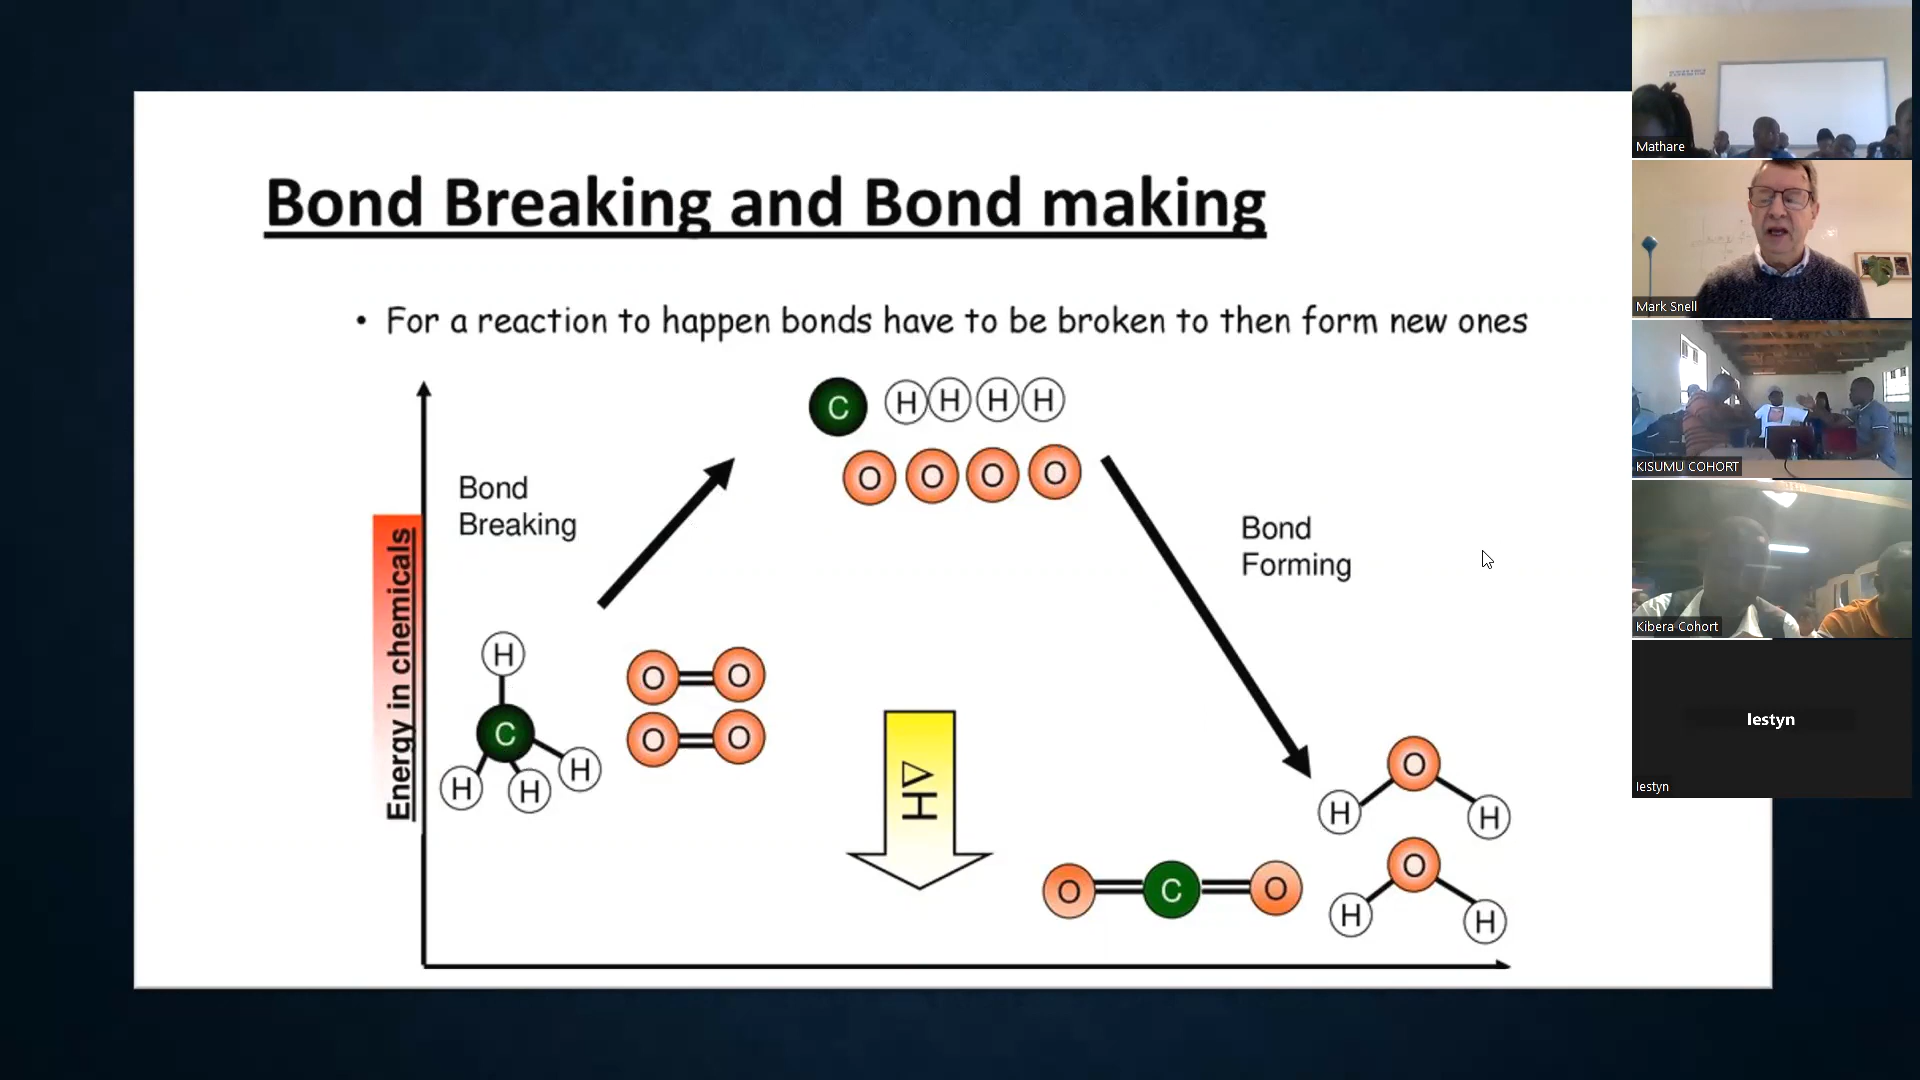 Bond Breaking and Bond making
• For a reaction to happen bonds have to be broken to then form new ones
C H H H H
O O O O
Bond
Breaking
Bond
Forming
Energy in chemicals
H
C
H H H
O O
O O
ΔH
O
H H
O
H H
O C O
Mathare
Mark Snell
KISUMU COHORT
Kibera Cohort
Iestyn
Iestyn